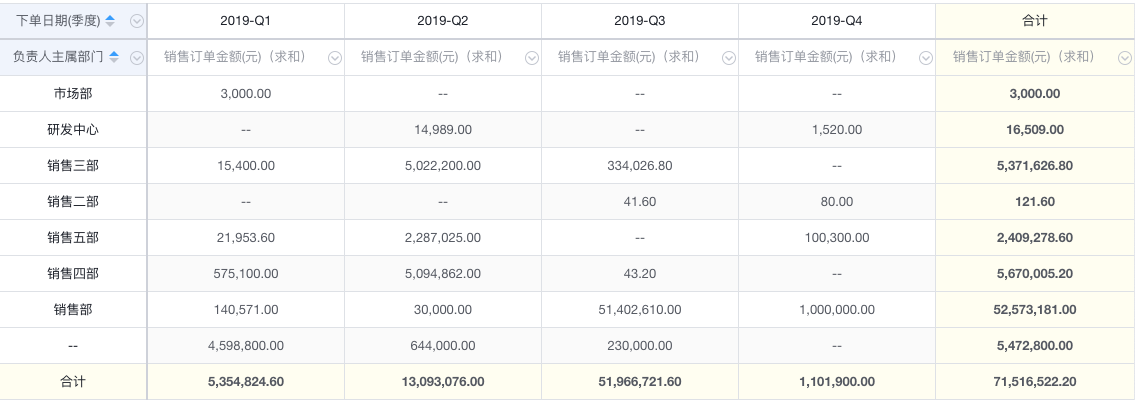 下单日期(季度) 2019-Q1 2019-Q2 2019-Q3 2019-Q4 合计
负责人主属部门 销售订单金额(元)（求和） 销售订单金额(元)（求和） 销售订单金额(元)（求和） 销售订单金额(元)（求和） 销售订单金额(元)（求和）
市场部 3,000.00 -- -- -- 3,000.00
研发中心 -- 14,989.00 -- 1,520.00 16,509.00
销售三部 15,400.00 5,022,200.00 334,026.80 -- 5,371,626.80
销售二部 -- -- 41.60 80.00 121.60
销售五部 21,953.60 2,287,025.00 -- 100,300.00 2,409,278.60
销售四部 575,100.00 5,094,862.00 43.20 -- 5,670,005.20
销售部 140,571.00 30,000.00 51,402,610.00 1,000,000.00 52,573,181.00
-- 4,598,800.00 644,000.00 230,000.00 -- 5,472,800.00
合计 5,354,824.60 13,093,076.00 51,966,721.60 1,101,900.00 71,516,522.20